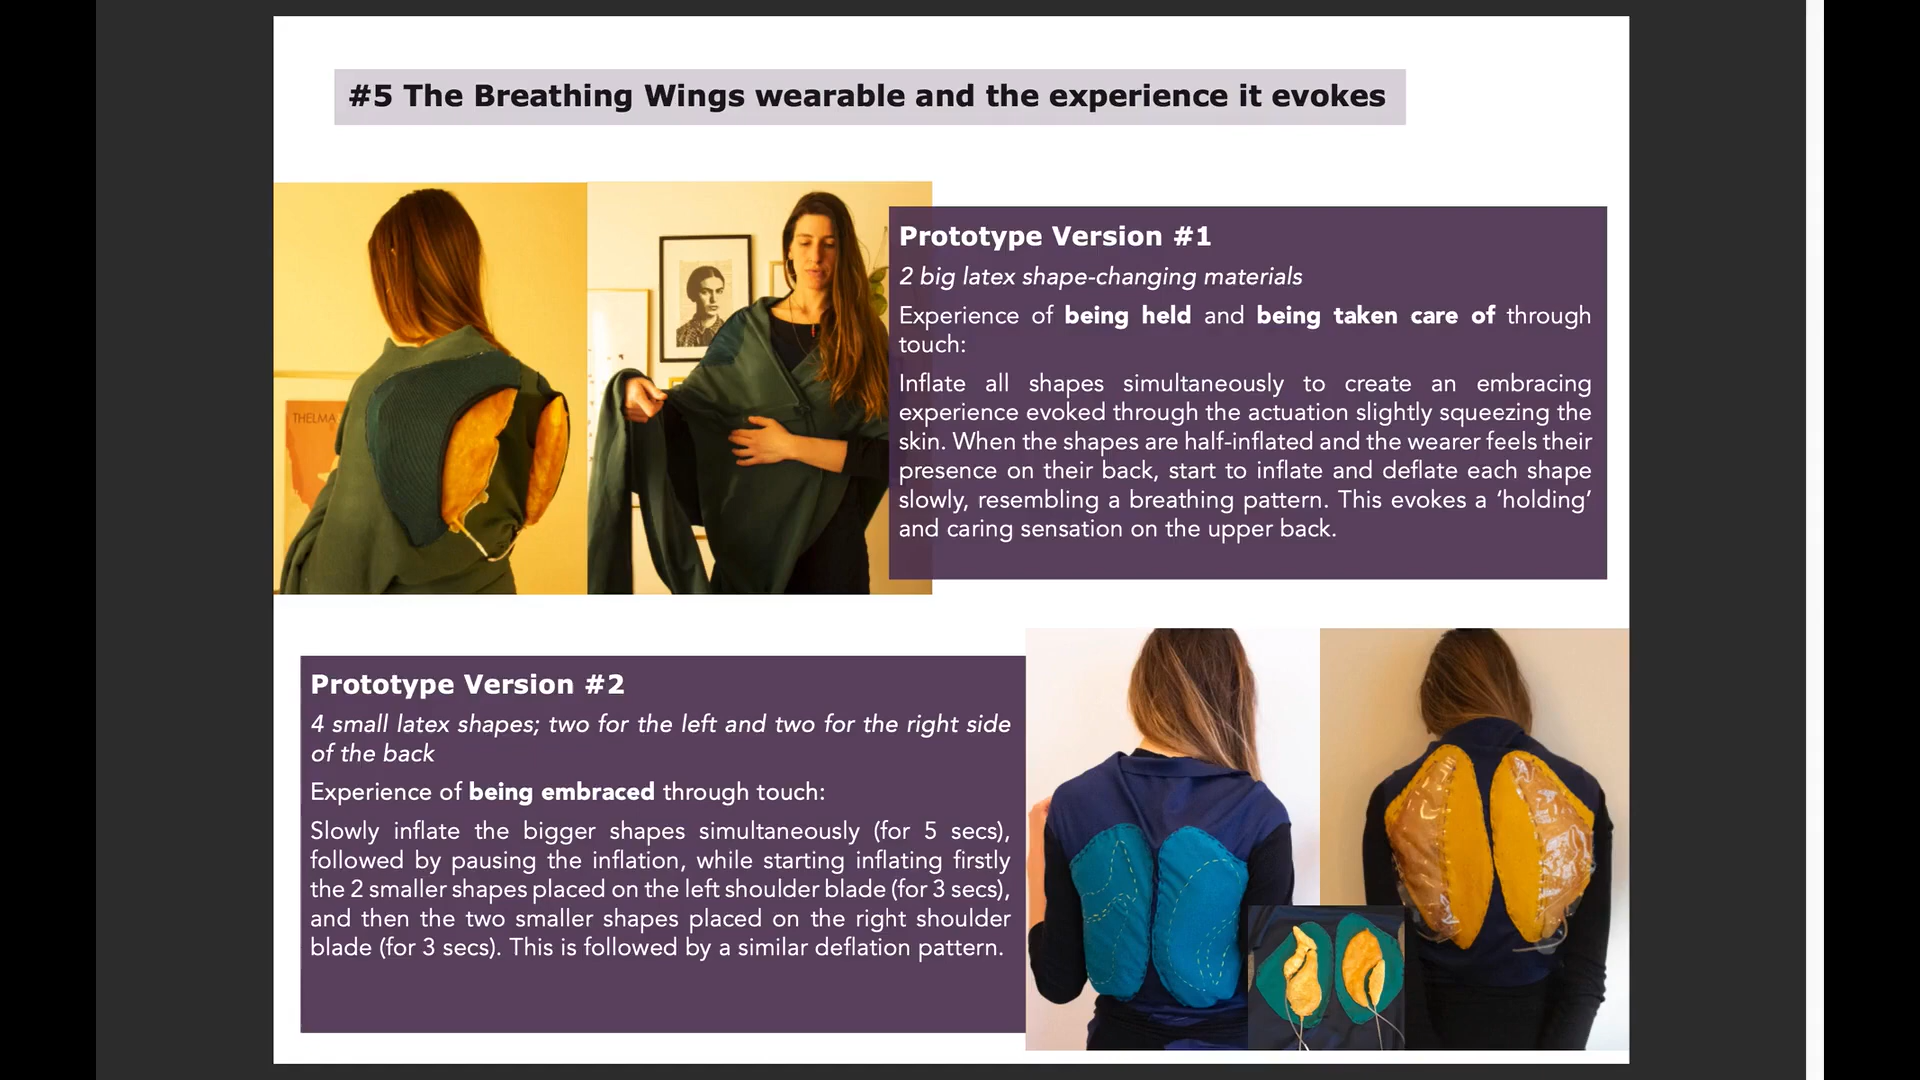 #5 The Breathing Wings wearable and the experience it evokes
THELMA
Prototype Version #1
2 big latex shape-changing materials
Experience of being held and being taken care of through
touch:
Inflate all shapes simultaneously to create an embracing
experience evoked through the actuation slightly squeezing the
skin. When the shapes are half-inflated and the wearer feels their
presence on their back, start to inflate and deflate each shape
slowly, resembling a breathing pattern. This evokes a ‘holding’
and caring sensation on the upper back.
Prototype Version #2
4 small latex shapes; two for the left and two for the right side
of the back
Experience of being embraced through touch:
Slowly inflate the bigger shapes simultaneously (for 5 secs),
followed by pausing the inflation, while starting inflating firstly
the 2 smaller shapes placed on the left shoulder blade (for 3 secs),
and then the two smaller shapes placed on the right shoulder
blade (for 3 secs). This is followed by a similar deflation pattern.